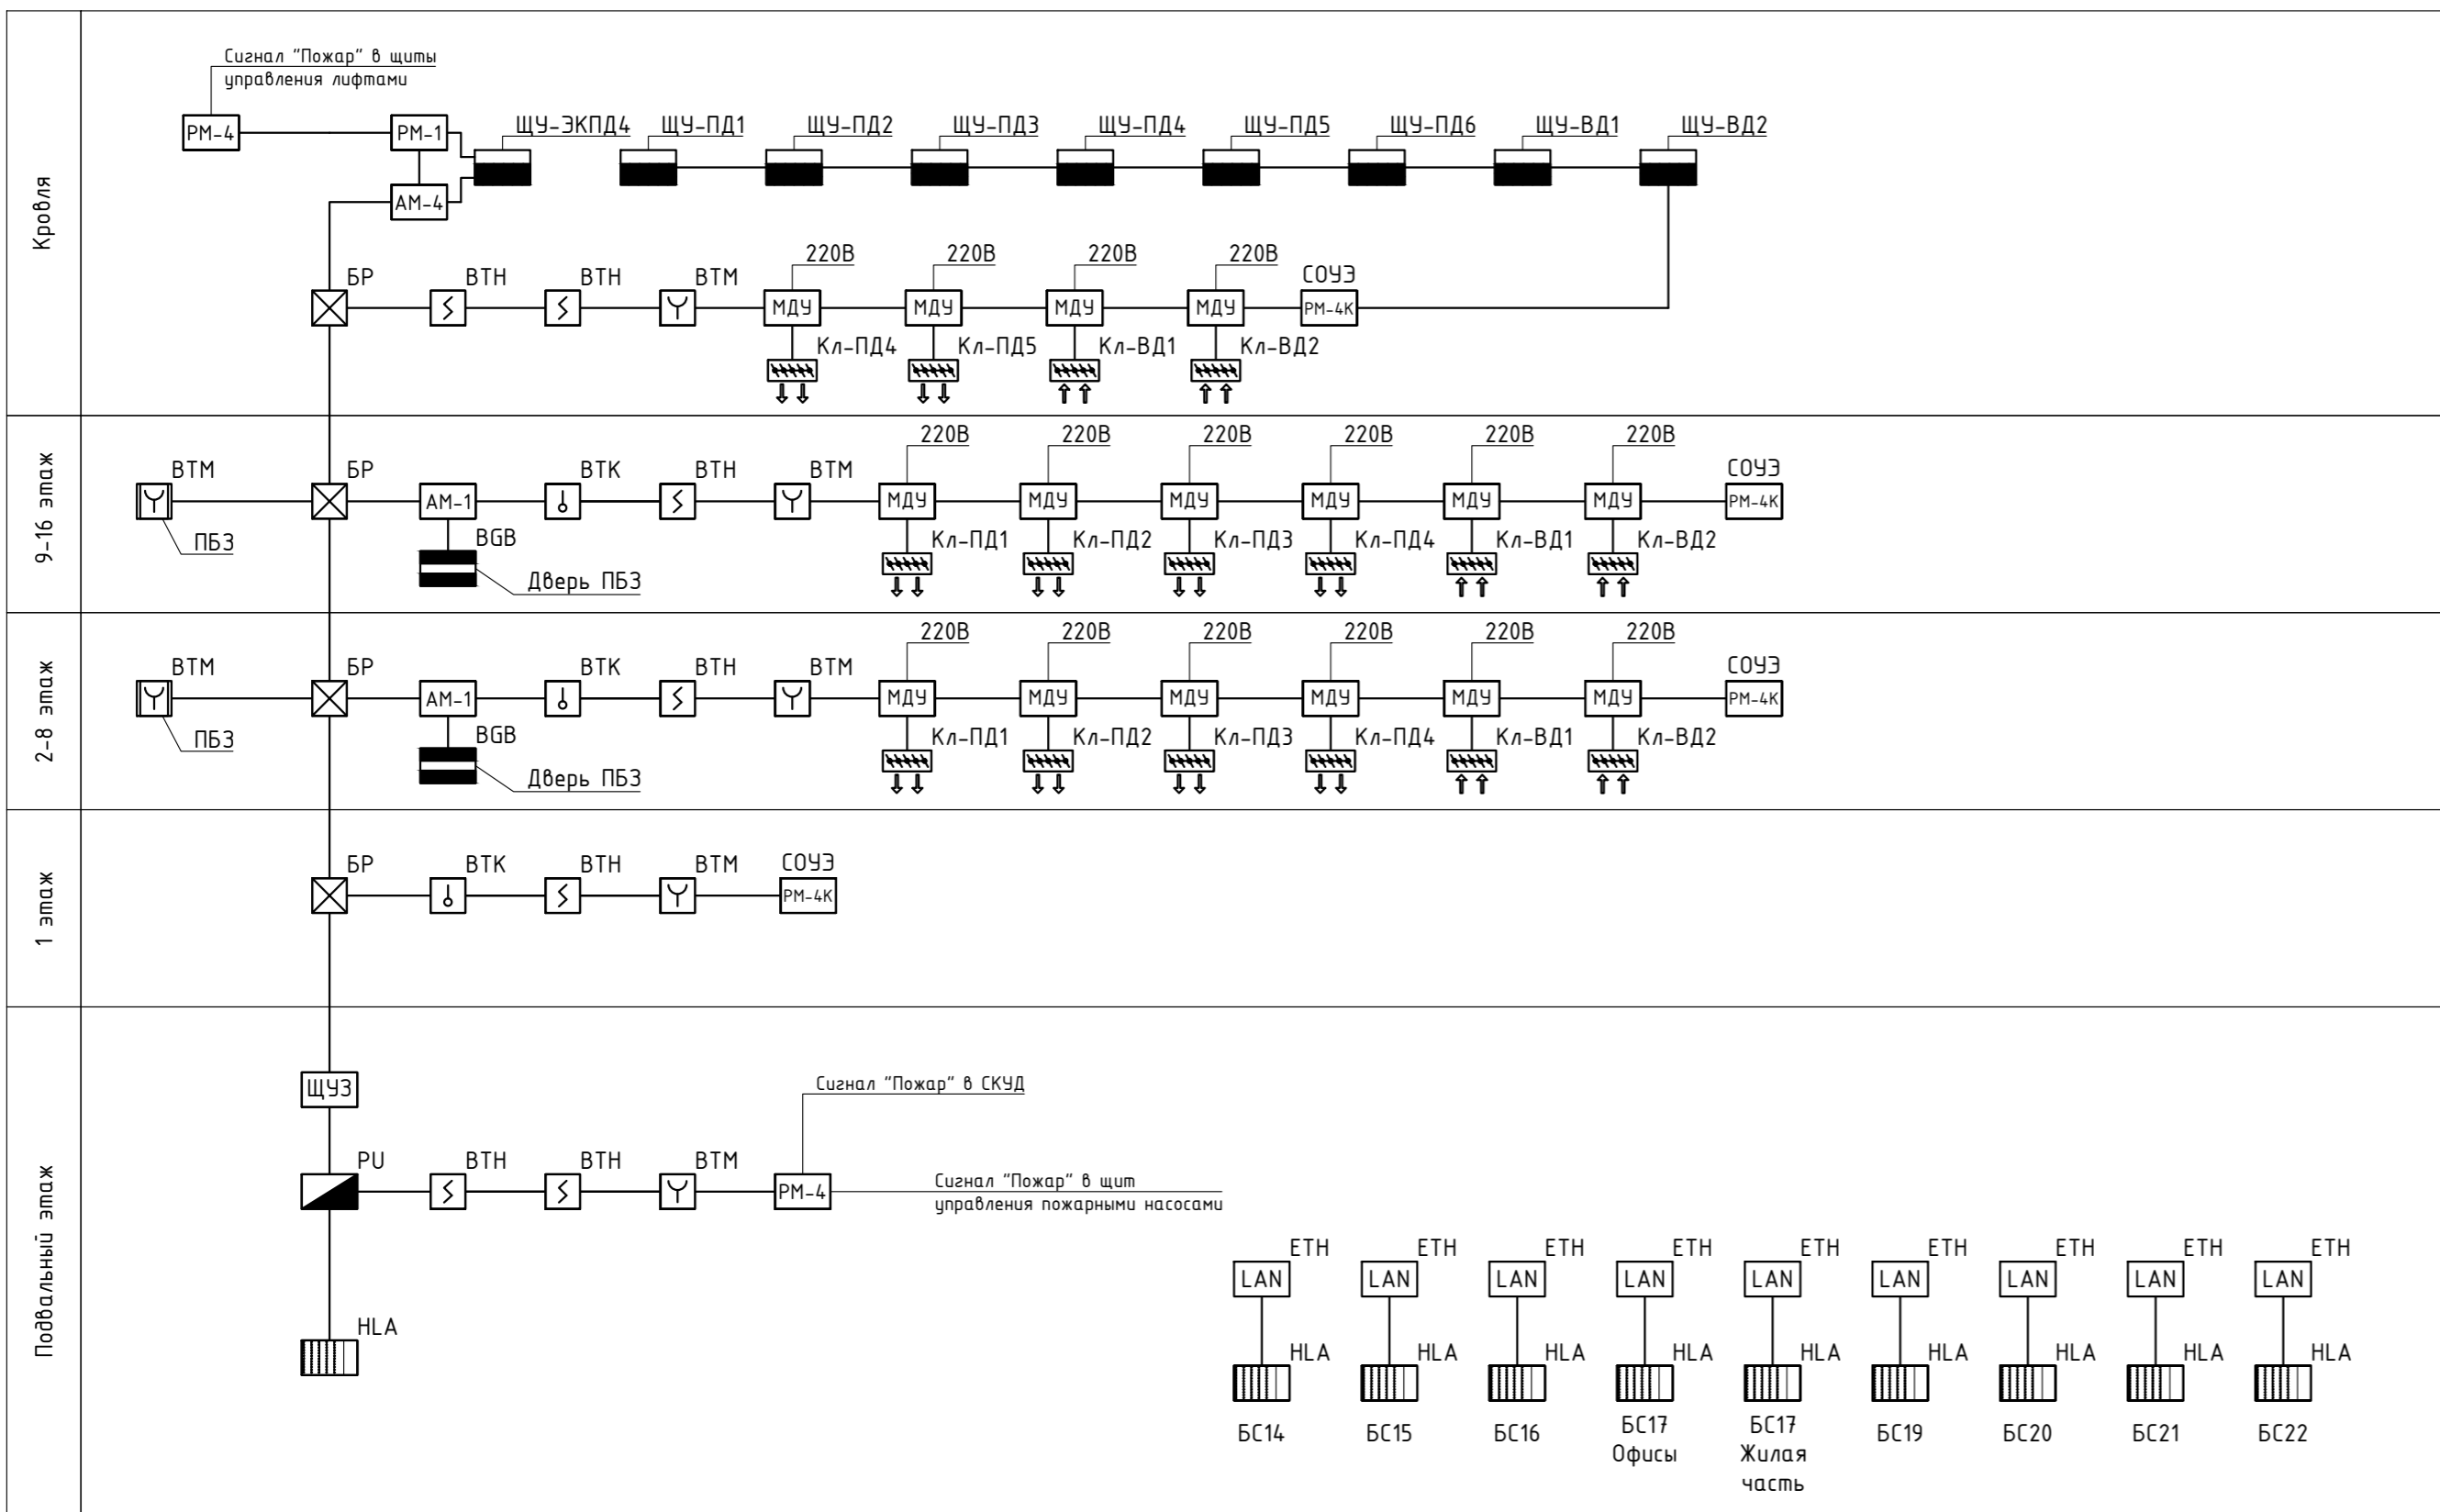 Кровля
Сигнал "Пожар" в щиты
управления лифтами
РМ-4
РМ-1
АМ-4
ЩУ-ЭКПД4
ЩУ-ПД1
ЩУ-ПД2
ЩУ-ПД3
ЩУ-ПД4
ЩУ-ПД5
ЩУ-ПД6
ЩУ-ВД1
ЩУ-ВД2
220В
220В
220В
220В
СОУЭ
БР
ВТН
ВТН
ВТМ
МДУ
МДУ
МДУ
МДУ
РМ-4К
Кл-ПД4
Кл-ПД5
Кл-ВД1
Кл-ВД2
9-16 этаж
220В
220В
220В
220В
220В
220В
ВТМ
БР
ВТК
ВТН
ВТМ
СОУЭ
АМ-1
МДУ
МДУ
МДУ
МДУ
МДУ
МДУ
РМ-4К
ПБЗ
BGB
Кл-ПД1
Кл-ПД2
Кл-ПД3
Кл-ПД4
Кл-ВД1
Кл-ВД2
Дверь ПБЗ
2-8 этаж
220В
220В
220В
220В
220В
220В
ВТМ
БР
ВТК
ВТН
ВТМ
СОУЭ
АМ-1
МДУ
МДУ
МДУ
МДУ
МДУ
МДУ
РМ-4К
ПБЗ
BGB
Кл-ПД1
Кл-ПД2
Кл-ПД3
Кл-ПД4
Кл-ВД1
Кл-ВД2
Дверь ПБЗ
1 этаж
БР
ВТК
ВТН
ВТМ
СОУЭ
РМ-4К
Подвальный этаж
ЩУЗ
Сигнал "Пожар" в СКУД
PU
ВТН
ВТН
ВТМ
РМ-4
Сигнал "Пожар" в щит
управления пожарными насосами
HLA
ETH
ETH
ETH
ETH
ETH
ETH
ETH
ETH
ETH
LAN
LAN
LAN
LAN
LAN
LAN
LAN
LAN
LAN
HLA
HLA
HLA
HLA
HLA
HLA
HLA
HLA
HLA
БС14
БС15
БС16
БС17
Офисы
БС17
Жилая
часть
БС19
БС20
БС21
БС22